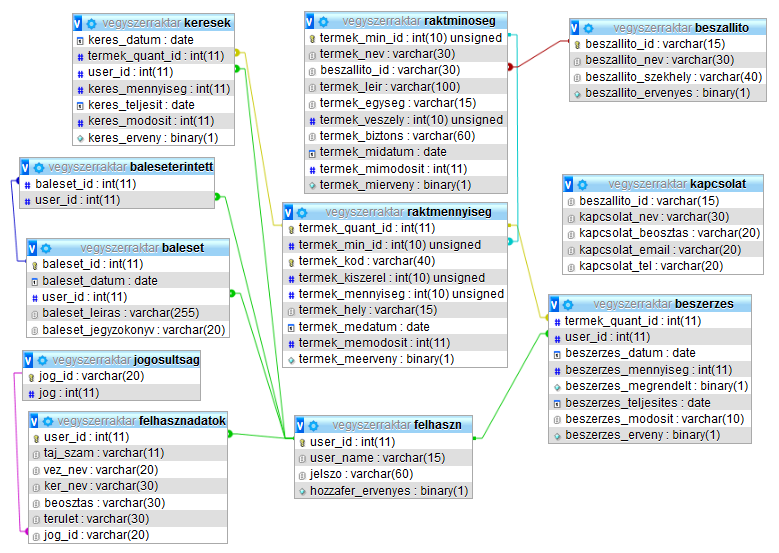 vegyszerraktar keresek
keres_datum : date
termek_quant_id : int(11)
user_id : int(11)
keres_mennyiseg : int(11)
keres_teljesit : date
keres_modosit : int(11)
keres_erveny : binary(1)
vegyszerraktar raktminoseg
termek_min_id : int(10) unsigned
termek_nev : varchar(30)
beszallito_id : varchar(30)
termek_leir : varchar(100)
termek_egyseg : varchar(15)
termek_veszely : int(10) unsigned
termek_biztons : varchar(60)
termek_midatum : date
termek_mimodosit : int(11)
termek_mierveny : binary(1)
vegyszerraktar beszallito
beszallito_id : varchar(15)
beszallito_nev : varchar(30)
beszallito_szekhely : varchar(40)
beszallito_ervenyes : binary(1)
vegyszerraktar baleseterintett
baleset_id : int(11)
user_id : int(11)
vegyszerraktar kapcsolat
beszallito_id : varchar(15)
kapcsolat_nev : varchar(30)
kapcsolat_beosztas : varchar(20)
kapcsolat_email : varchar(20)
kapcsolat_tel : varchar(20)
vegyszerraktar raktmennyiseg
termek_quant_id : int(11)
termek_min_id : int(10) unsigned
termek_kod : varchar(40)
termek_kiszerel : int(10) unsigned
termek_mennyiseg : int(10) unsigned
termek_hely : varchar(15)
termek_medatum : date
termek_memodosit : int(11)
termek_meerveny : binary(1)
vegyszerraktar baleset
baleset_id : int(11)
baleset_datum : date
user_id : int(11)
baleset_leiras : varchar(255)
baleset_jegyzokonyv : varchar(20)
vegyszerraktar beszerzes
termek_quant_id : int(11)
user_id : int(11)
beszerzes_datum : date
beszerzes_mennyiseg : int(11)
beszerzes_megrendelt : binary(1)
beszerzes_teljesites : date
beszerzes_modosit : varchar(10)
beszerzes_erveny : binary(1)
vegyszerraktar jogosultsag
jog_id : varchar(20)
jog : int(11)
vegyszerraktar felhasznadatok
user_id : int(11)
taj_szam : varchar(11)
vez_nev : varchar(20)
ker_nev : varchar(30)
beosztas : varchar(30)
terulet : varchar(30)
jog_id : varchar(20)
vegyszerraktar felhaszn
user_id : int(11)
user_name : varchar(15)
jelszo : varchar(60)
hozzafer_ervenyes : binary(1)